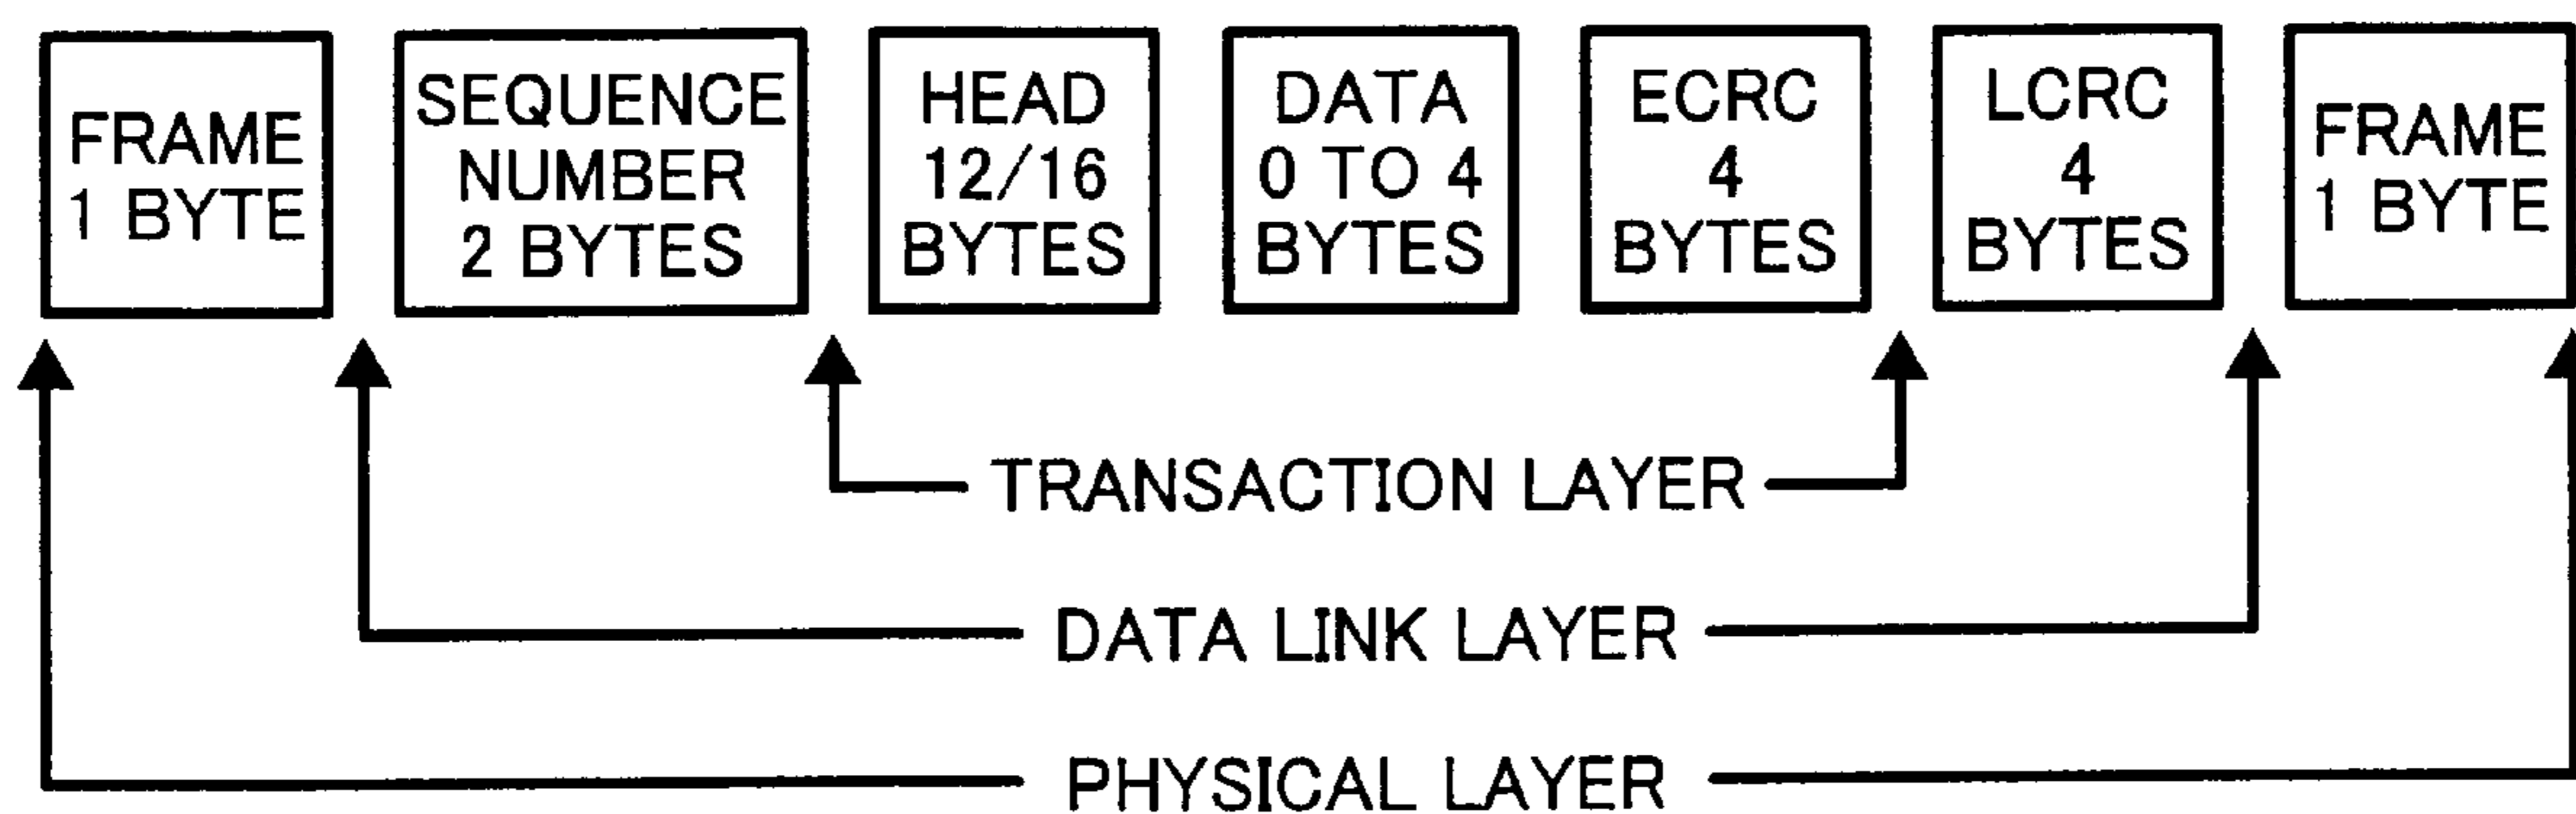 FRAME
1 BYTE
SEQUENCE
NUMBER
2 BYTES
HEAD
12/16
BYTES
DATA
0 TO 4
BYTES
ECRC
4
BYTES
LCRC
4
BYTES
FRAME
1 BYTE
TRANSACTION LAYER
DATA LINK LAYER
PHYSICAL LAYER